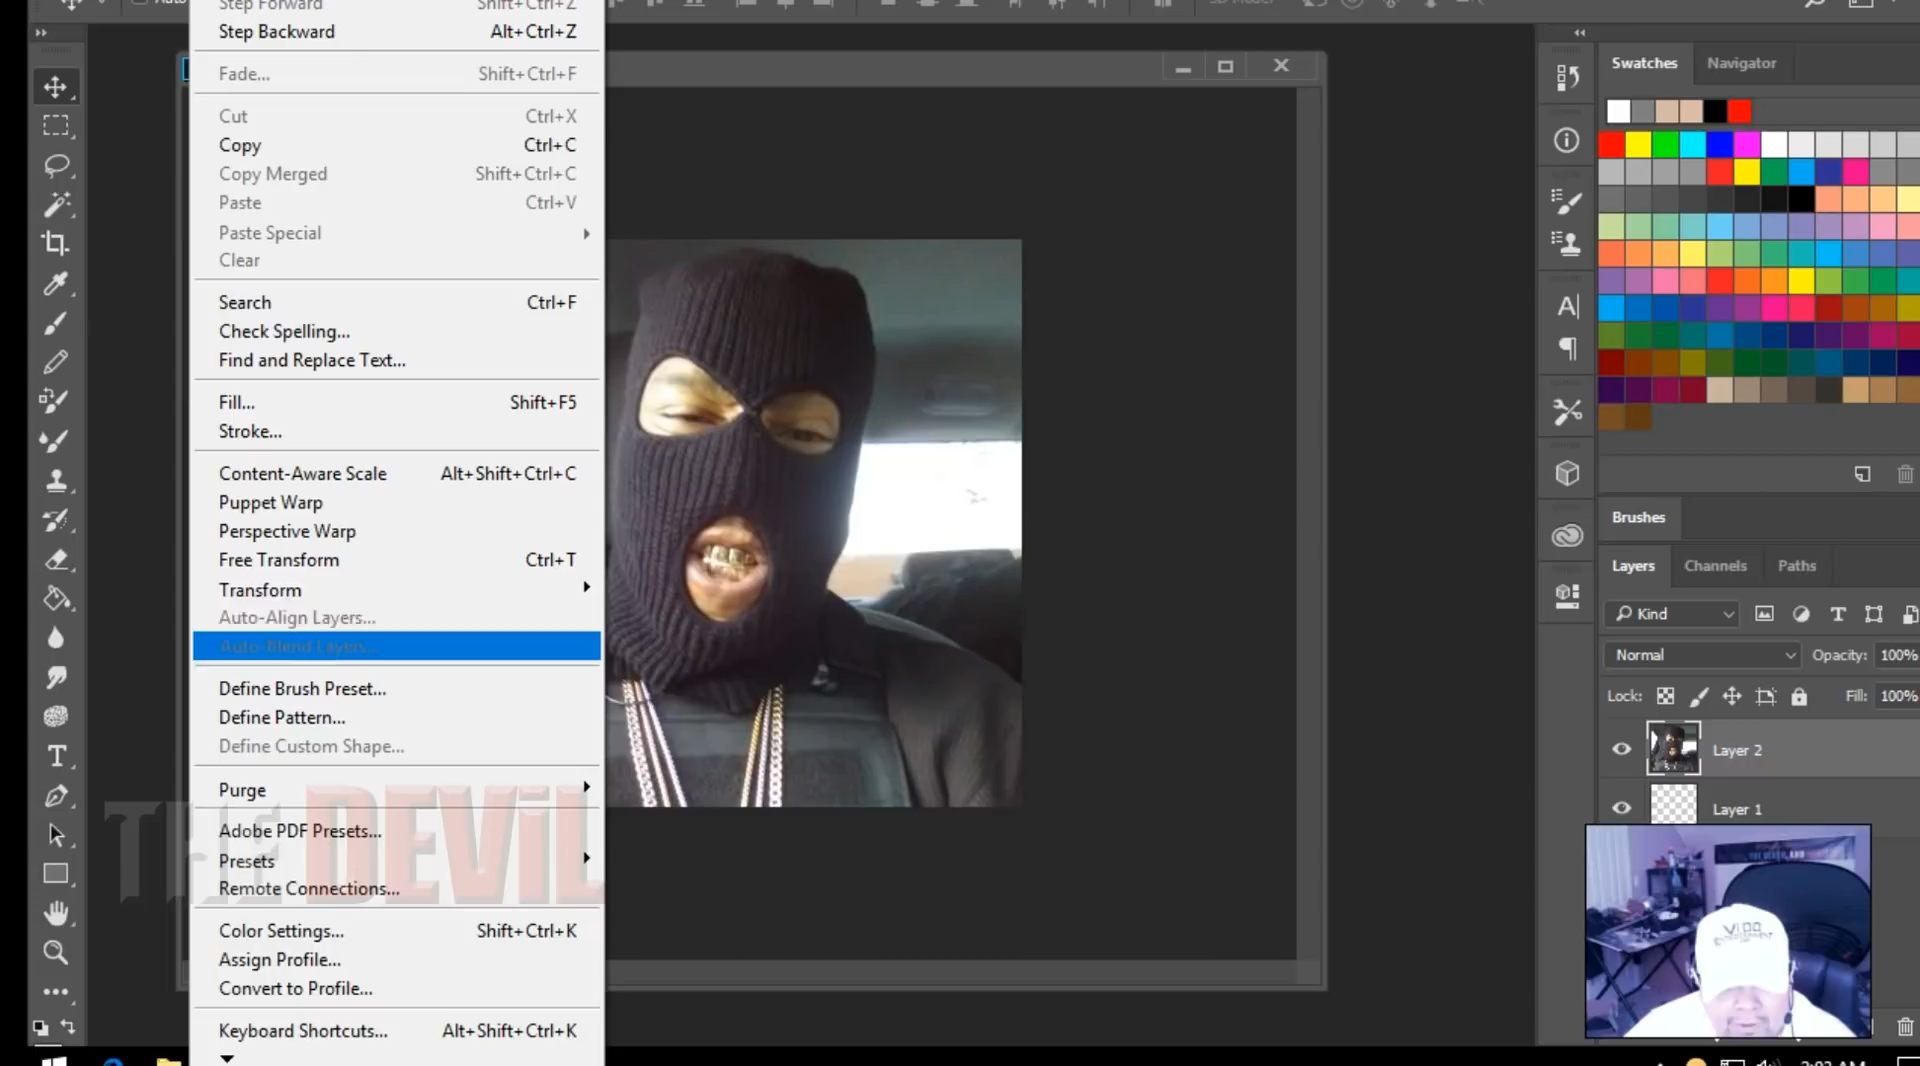 Auto
3D Model
Step Forward Shift+Ctrl+Z
Step Backward Alt+Ctrl+Z
Fade... Shift+Ctrl+F
Cut Ctrl+X
Copy Ctrl+C
Copy Merged Shift+Ctrl+C
Paste Ctrl+V
Paste Special
Clear
Search Ctrl+F
Check Spelling...
Find and Replace Text...
Fill... Shift+F5
Stroke...
Content-Aware Scale Alt+Shift+Ctrl+C
Puppet Warp
Perspective Warp
Free Transform Ctrl+T
Transform
Auto-Align Layers...
Auto-Blend Layers...
Define Brush Preset...
Define Pattern...
Define Custom Shape...
Purge
Adobe PDF Presets...
Presets
Remote Connections...
Color Settings... Shift+Ctrl+K
Assign Profile...
Convert to Profile...
Keyboard Shortcuts... Alt+Shift+Ctrl+K
THE DEViL
Swatches Navigator
Brushes
Layers Channels Paths
Kind
Normal Opacity: 100%
Lock: Fill: 100%
Layer 2
Layer 1